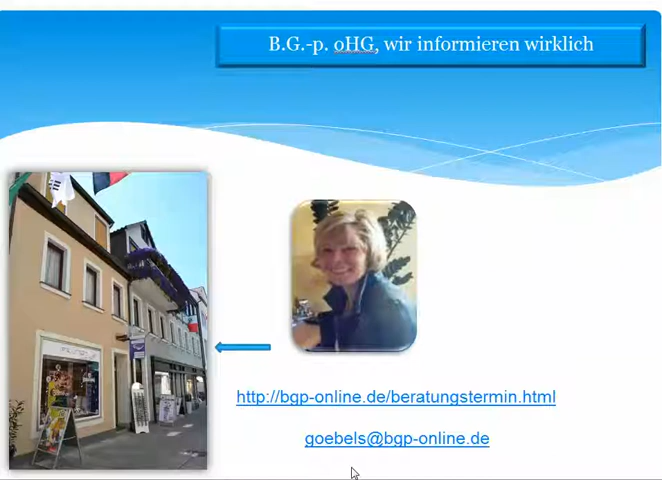 B.G.-p. oHG, wir informieren wirklich
http://bgp-online.de/beratungstermin.html
goebels@bgp-online.de